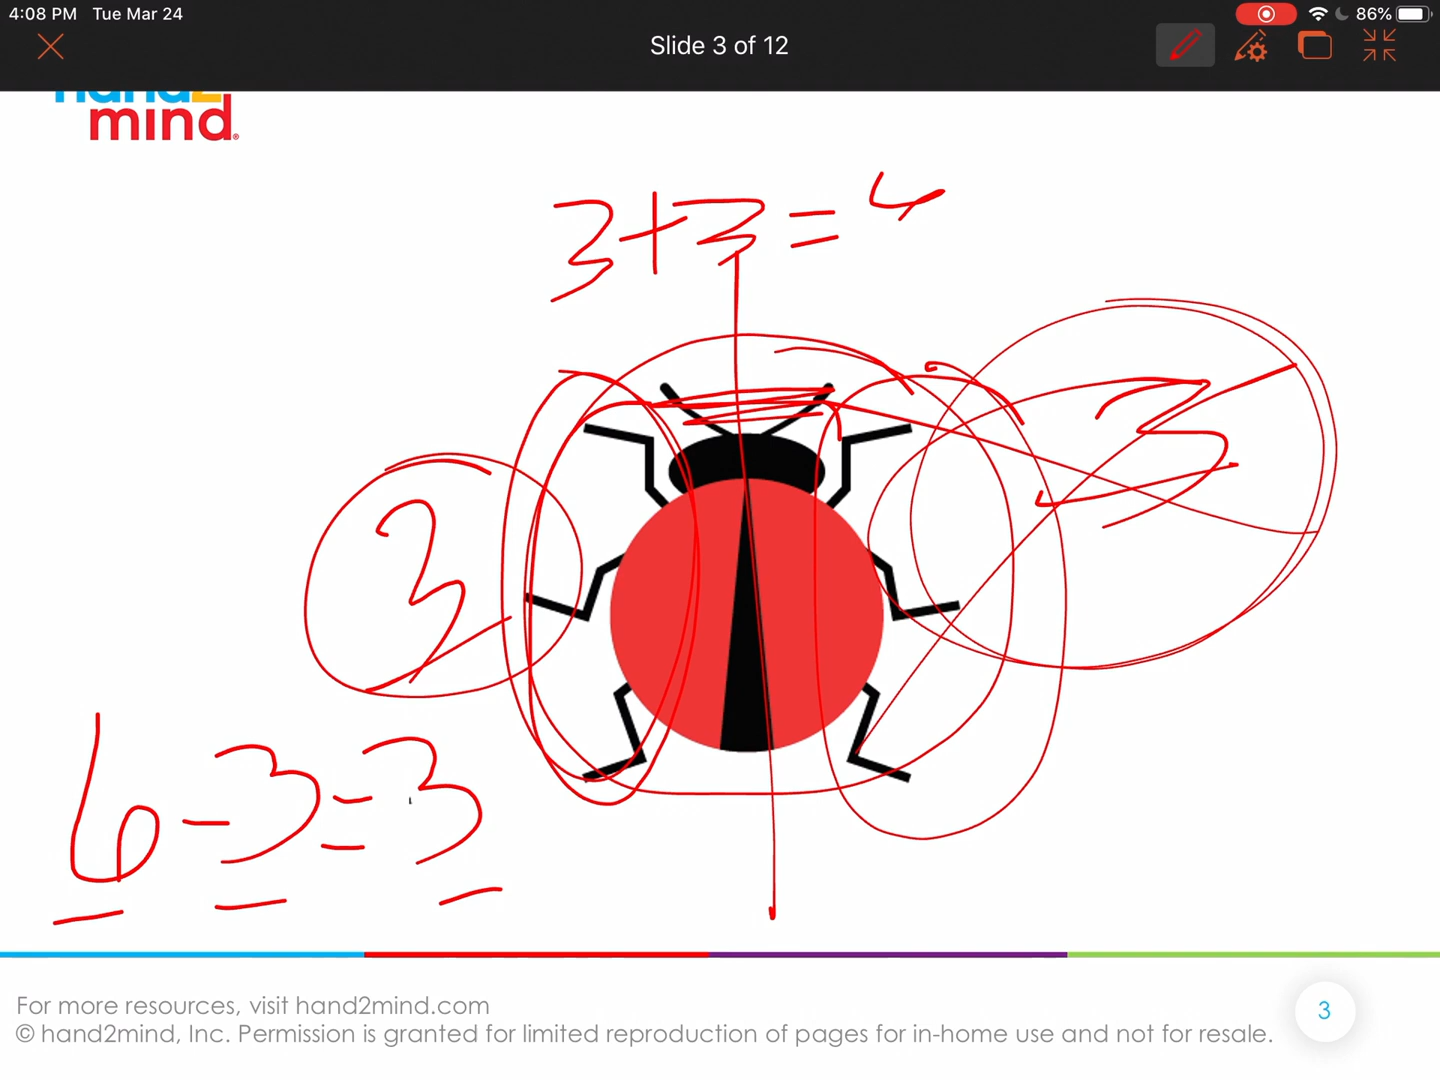 4:08 PM Tue Mar 24
86%
Slide 3 of 12
hand2
mind®
3+3=
3
3
6-3=3
For more resources, visit hand2mind.com
© hand2mind, Inc. Permission is granted for limited reproduction of pages for in-home use and not for resale.
3